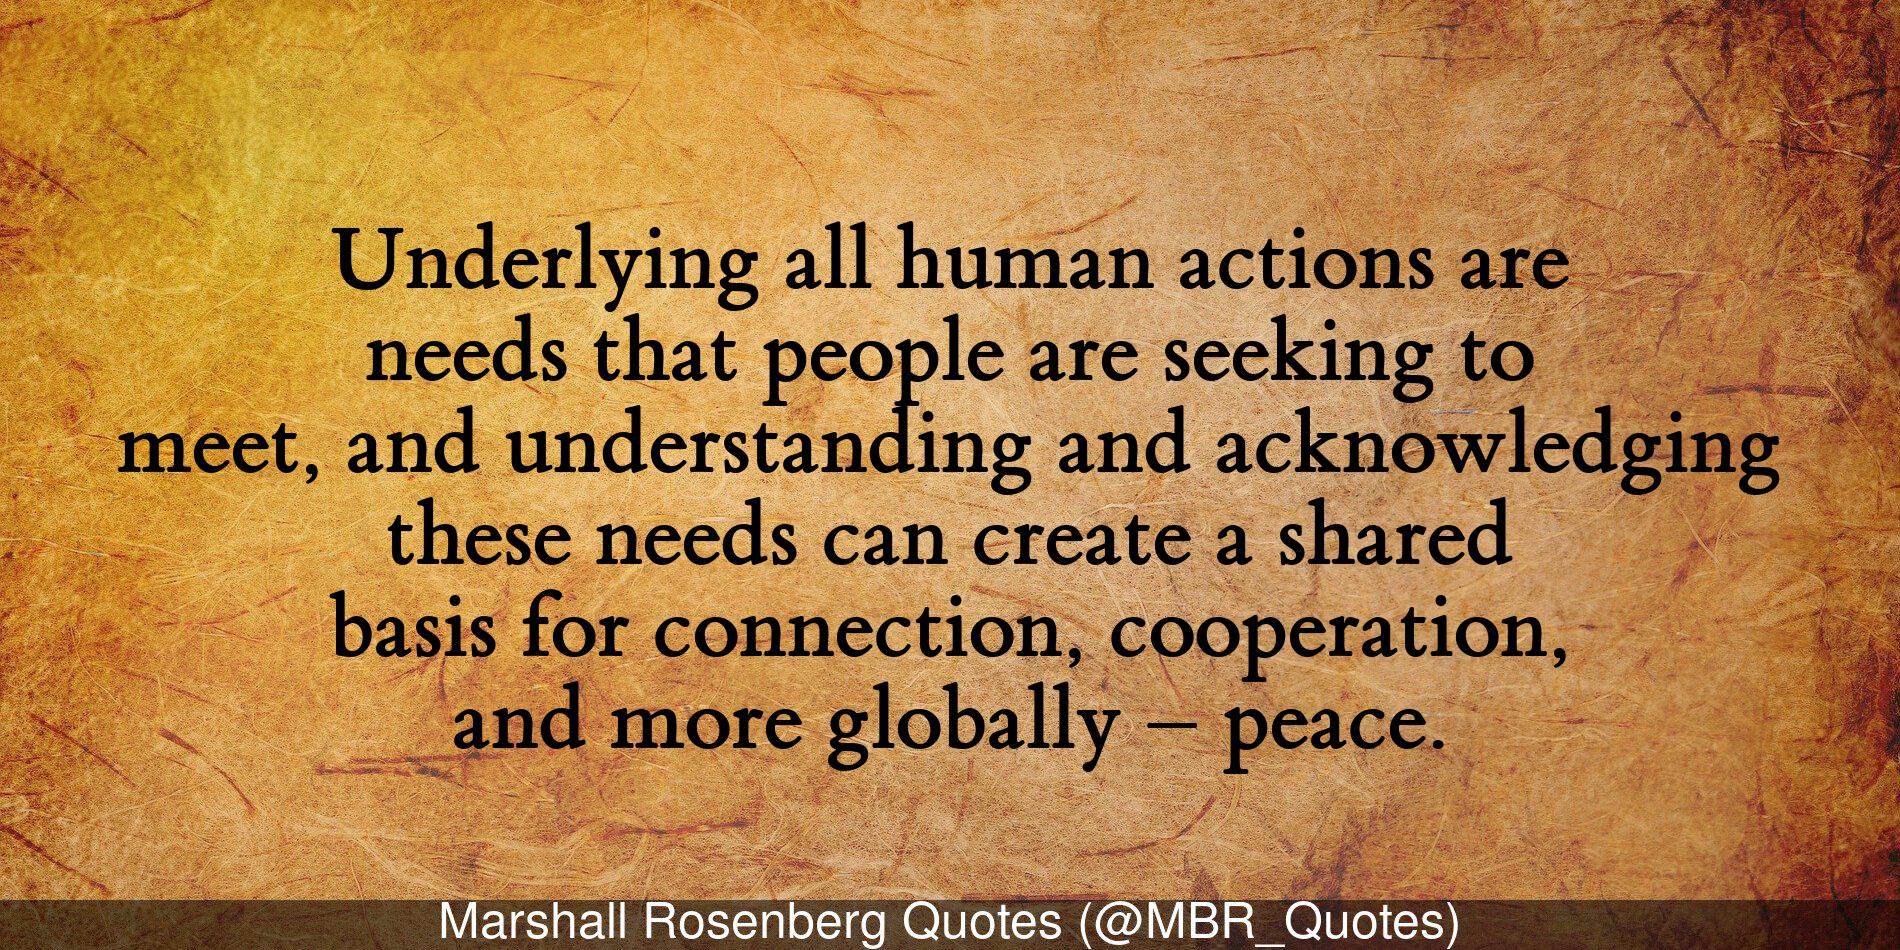 Underlying all human actions are
needs that people are seeking to
meet, and understanding and acknowledging
these needs can create a shared
basis for connection, cooperation,
and more globally – peace.
Marshall Rosenberg Quotes (@MBR_Quotes)